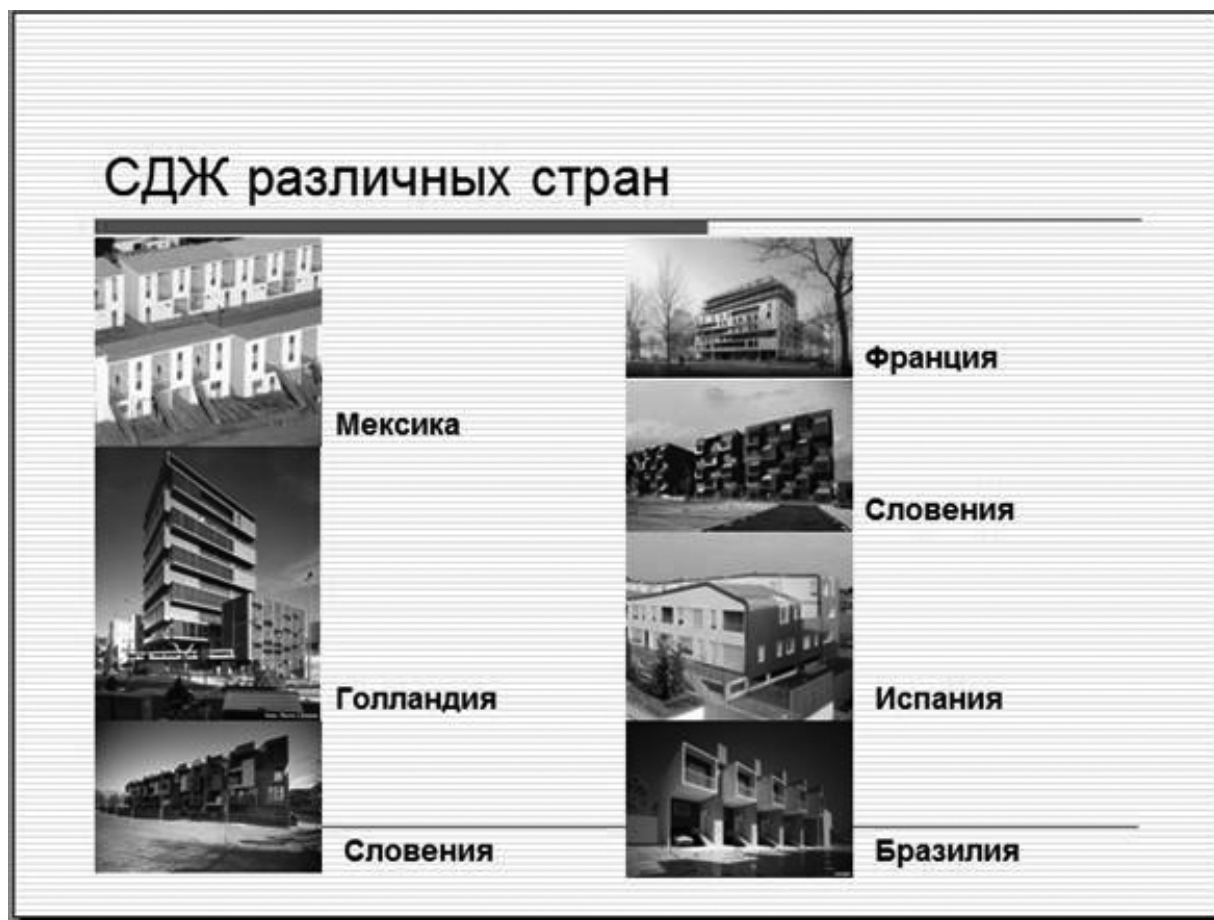 СДЖ различных стран
Мексика
Голландия
Словения
Франция
Словения
Испания
Бразилия